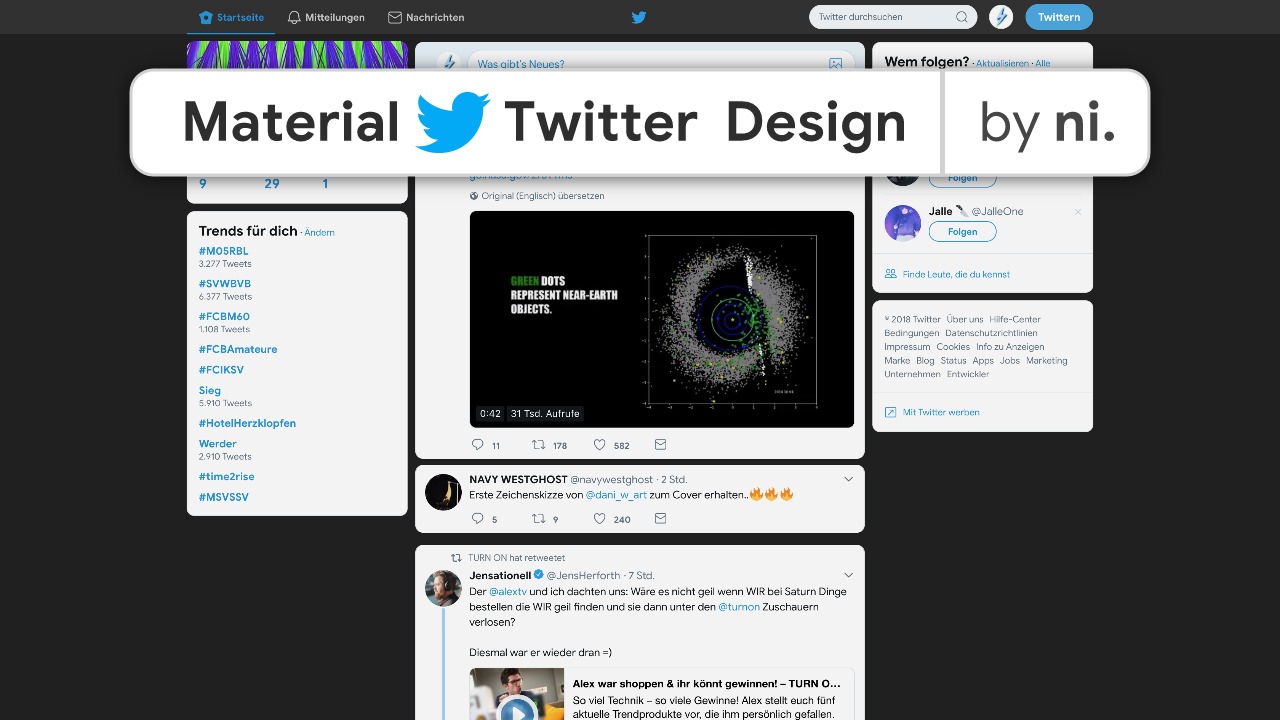 Startseite
Mitteilungen
Nachrichten
Twitter durchsuchen
Twittern
Material Twitter Design by ni.
9 29 1
Trends für dich · Ändern
#M05RBL
3.277 Tweets
#SVWBVB
6.377 Tweets
#FCBM60
1.108 Tweets
#FCBAmateure
#FCIKSV
Sieg
5.910 Tweets
#HotelHerzklopfen
Werder
2.910 Tweets
#time2rise
#MSVSSV
Was gibt's Neues?
Original (Englisch) übersetzen
GREEN DOTS
REPRESENT NEAR-EARTH
OBJECTS.
0:42 31 Tsd. Aufrufe
11 178 582
NAVY WESTGHOST @navywestghost · 2 Std.
Erste Zeichenskizze von @dani_w_art zum Cover erhalten..🔥🔥🔥
5 9 240
TURN ON hat retweetet
Jensationell @JensHerforth · 7 Std.
Der @alextv und ich dachten uns: Wäre es nicht geil wenn WIR bei Saturn Dinge
bestellen die WIR geil finden und sie dann unter den @turnon Zuschauern
verlosen?
Diesmal war er wieder dran =)
Alex war shoppen & ihr könnt gewinnen! – TURN O...
So viel Technik – so viele Gewinne! Alex stellt euch fünf
aktuelle Trendprodukte vor, die ihm persönlich gefallen.
Wem folgen? · Aktualisieren · Alle
Folgen
Jalle @JalleOne
Folgen
Finde Leute, die du kennst
© 2018 Twitter Über uns Hilfe-Center
Bedingungen Datenschutzrichtlinien
Impressum Cookies Info zu Anzeigen
Marke Blog Status Apps Jobs Marketing
Unternehmen Entwickler
Mit Twitter werben